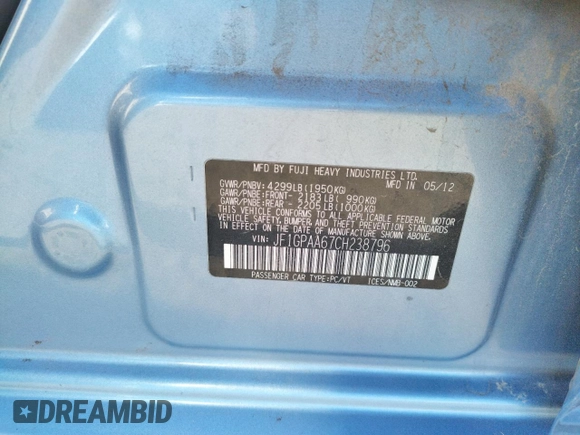 MFD BY FUJI HEAVY INDUSTRIES LTD.
GVWR/PNBV: 4299LB (1950KG) MFD IN 05/12
GAWR/PNBE: FRONT- 2183LB ( 990KG)
GAWR/PNBE: REAR - 2205LB (1000KG)
THIS VEHICLE CONFORMS TO ALL APPLICABLE FEDERAL MOTOR
VEHICLE SAFETY, BUMPER, AND THEFT PREVENTION STANDARDS
IN EFFECT ON THE DATE OF MANUFACTURE SHOWN ABOVE.
VIN: JF1GPAA67CH238796
PASSENGER CAR TYPE:PC/VT ICES/NMB-002
DREAMBID